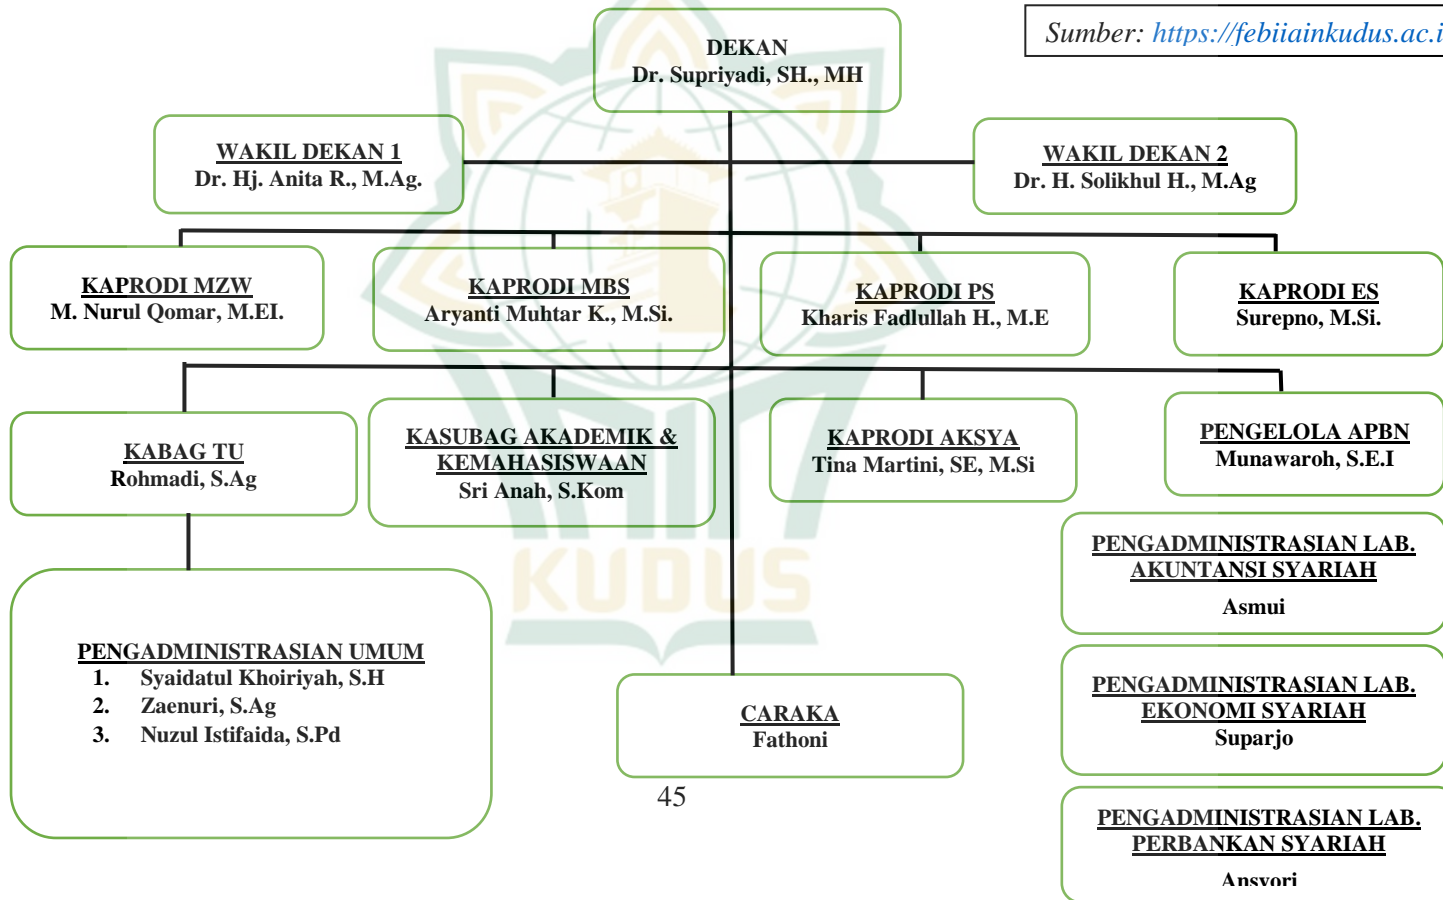 Sumber: https://febiiainkudus.ac.i
DEKAN
Dr. Supriyadi, SH., MH
WAKIL DEKAN 1
Dr. Hj. Anita R., M.Ag.
WAKIL DEKAN 2
Dr. H. Solikhul H., M.Ag
KAPRODI MZW
M. Nurul Qomar, M.EI.
KAPRODI MBS
Aryanti Muhtar K., M.Si.
KAPRODI PS
Kharis Fadlullah H., M.E
KAPRODI ES
Surepno, M.Si.
KABAG TU
Rohmadi, S.Ag
KASUBAG AKADEMIK &
KEMAHASISWAAN
Sri Anah, S.Kom
KAPRODI AKSYA
Tina Martini, SE, M.Si
PENGELOLA APBN
Munawaroh, S.E.I
PENGADMINISTRASIAN LAB.
AKUNTANSI SYARIAH
Asmui
KUDUS
PENGADMINISTRASIAN UMUM
1. Syaidatul Khoiriyah, S.H
2. Zaenuri, S.Ag
3. Nuzul Istifaida, S.Pd
CARAKA
Fathoni
PENGADMINISTRASIAN LAB.
EKONOMI SYARIAH
Suparjo
45
PENGADMINISTRASIAN LAB.
PERBANKAN SYARIAH
Ansyori